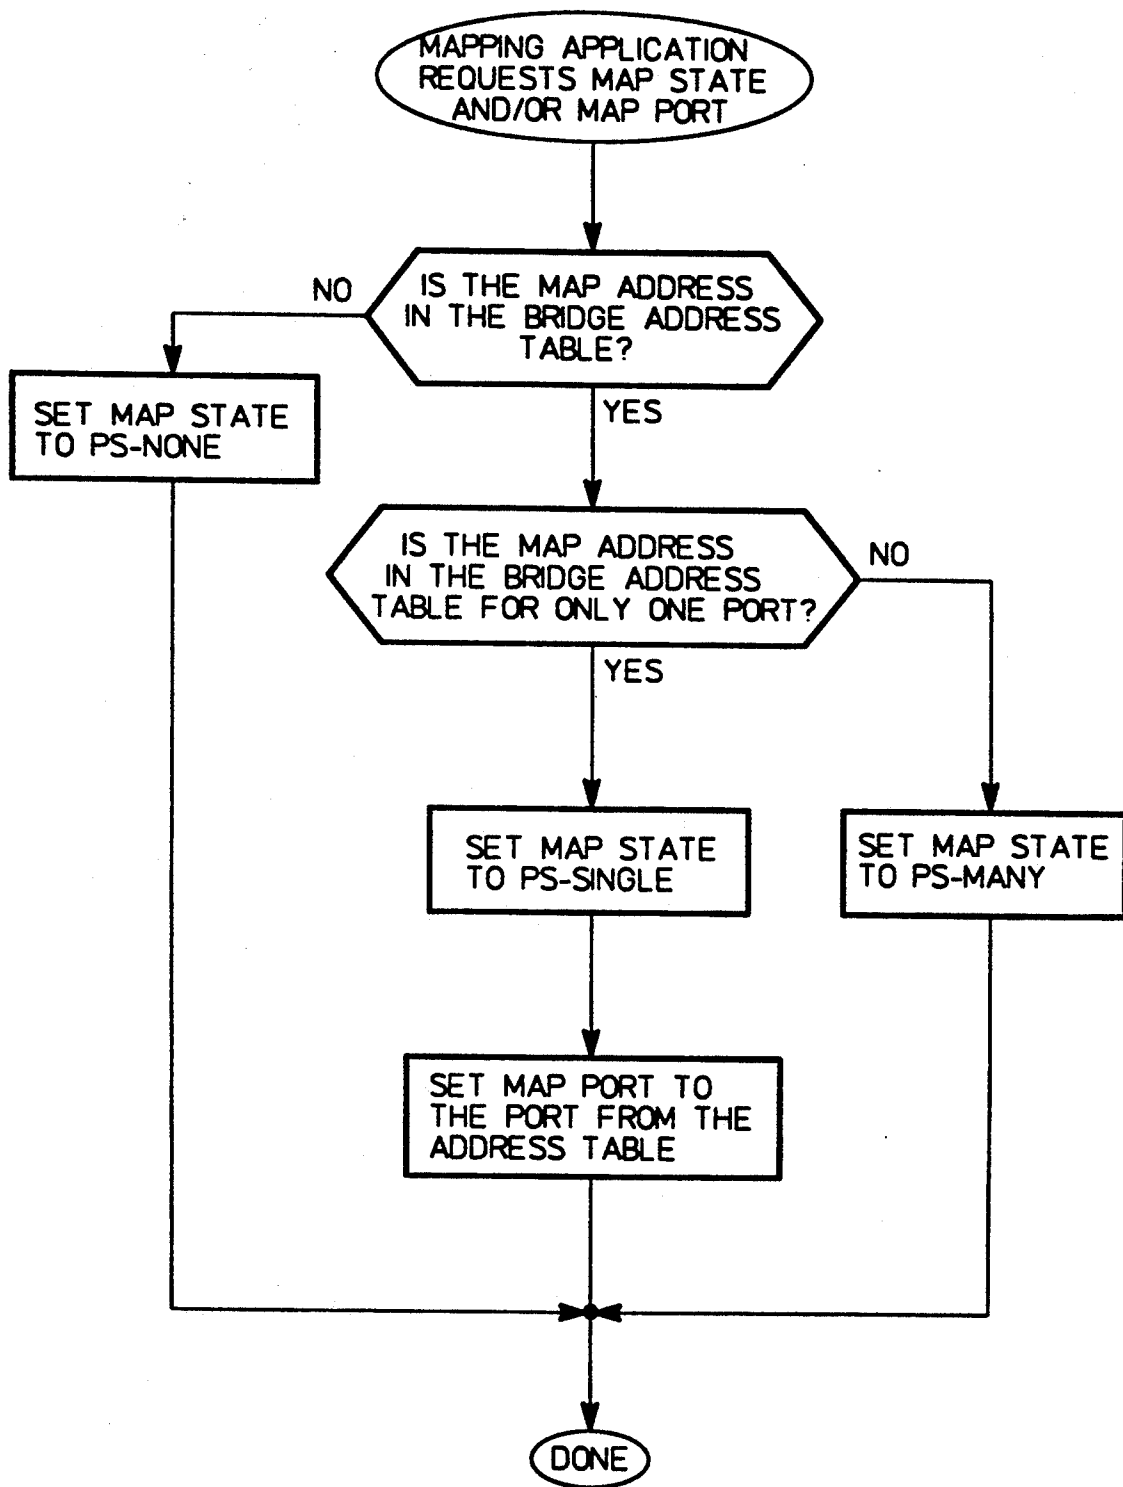 MAPPING APPLICATION
REQUESTS MAP STATE
AND/OR MAP PORT
NO
IS THE MAP ADDRESS
IN THE BRIDGE ADDRESS
TABLE?
SET MAP STATE
TO PS-NONE
YES
IS THE MAP ADDRESS
IN THE BRIDGE ADDRESS
TABLE FOR ONLY ONE PORT?
NO
YES
SET MAP STATE
TO PS-SINGLE
SET MAP STATE
TO PS-MANY
SET MAP PORT TO
THE PORT FROM THE
ADDRESS TABLE
DONE